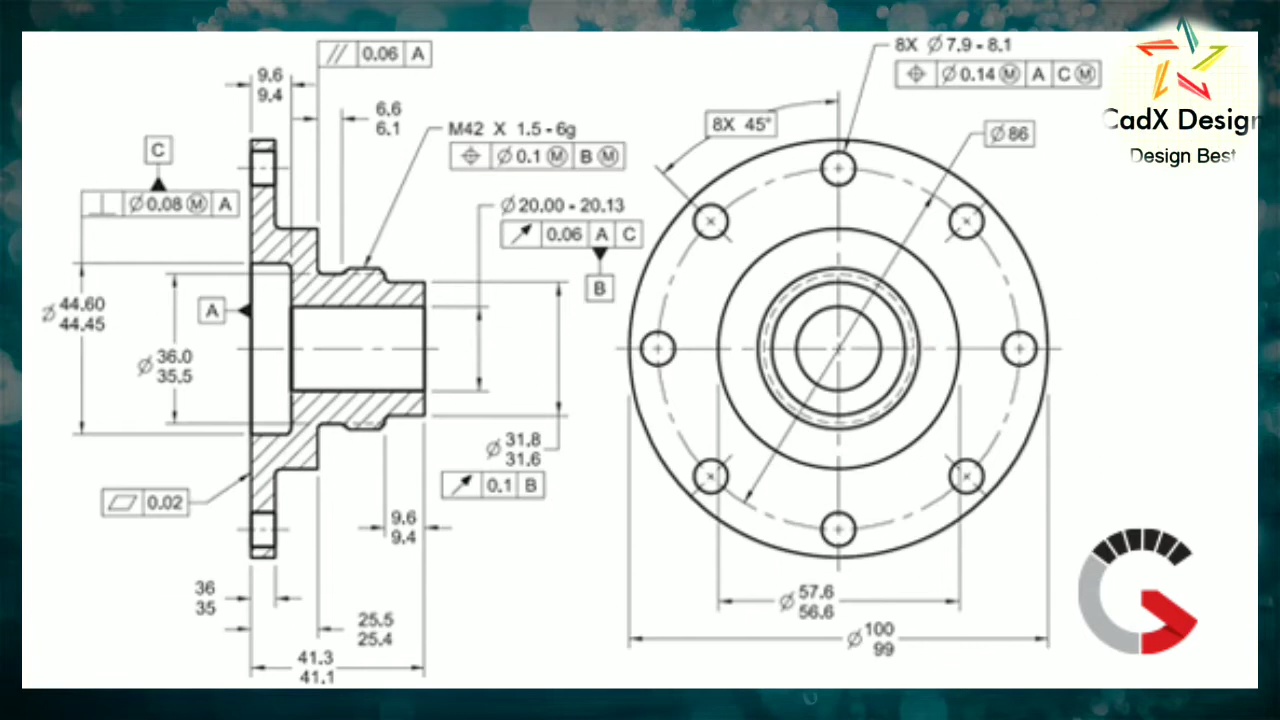 // 0.06 A
9.6
9.4
6.6
6.1
C
⊥ Ø 0.08 Ⓜ A
M42 X 1.5 - 6g
⌖ Ø 0.1 Ⓜ B Ⓜ
Ø 20.00 - 20.13
↗ 0.06 A C
B
A
Ø 44.60
44.45
Ø 36.0
35.5
Ø 31.8
31.6
↗ 0.1 B
⏥ 0.02
9.6
9.4
36
35
25.5
25.4
41.3
41.1
8X Ø 7.9 - 8.1
⌖ Ø 0.14 Ⓜ A C Ⓜ
8X 45°
Ø 86
Ø 57.6
56.6
Ø 100
99
CadX Design
Design Best